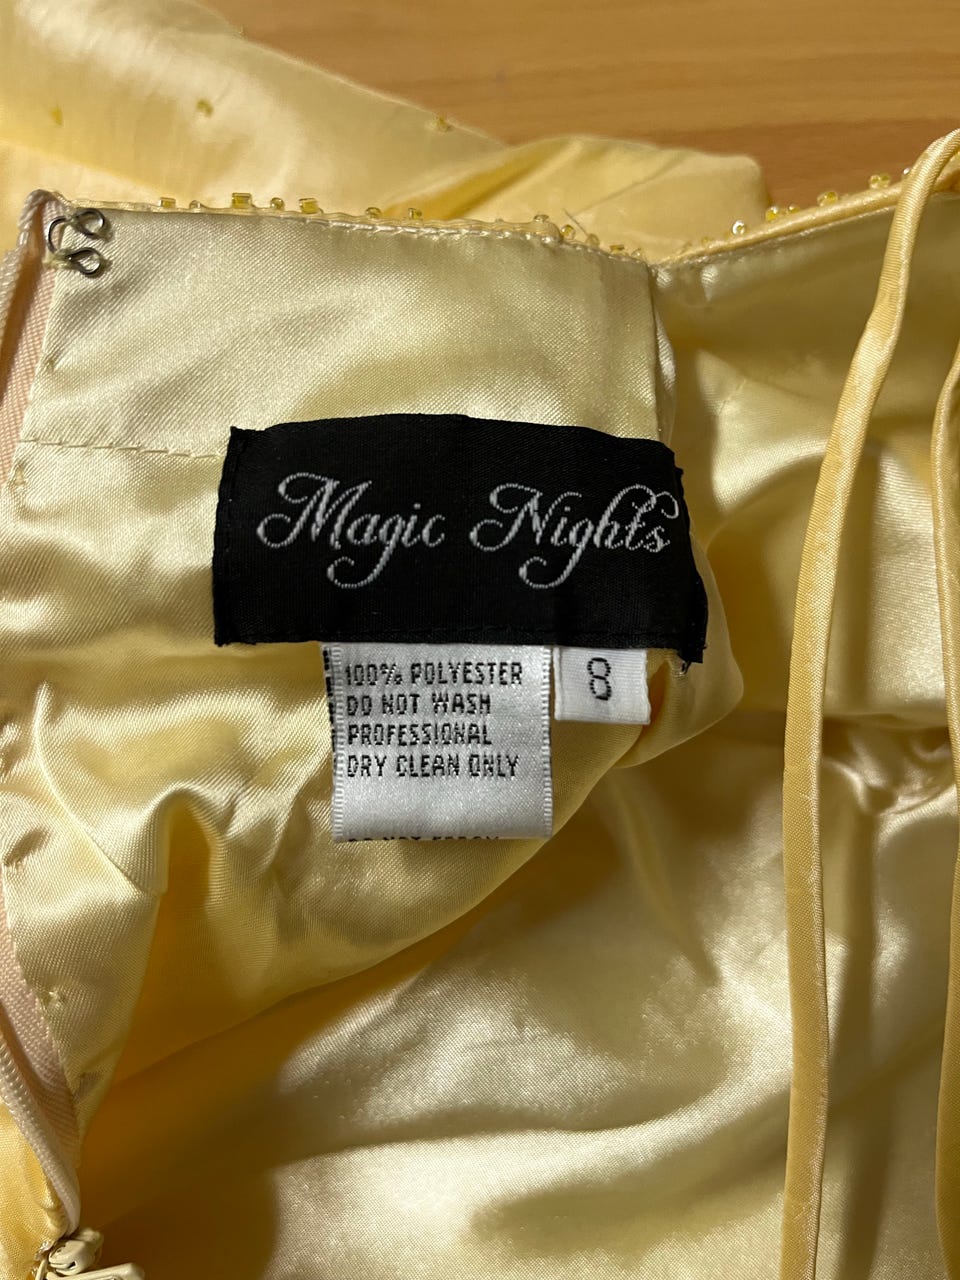 Magic Nights
100% POLYESTER
DO NOT WASH
PROFESSIONAL
DRY CLEAN ONLY
8